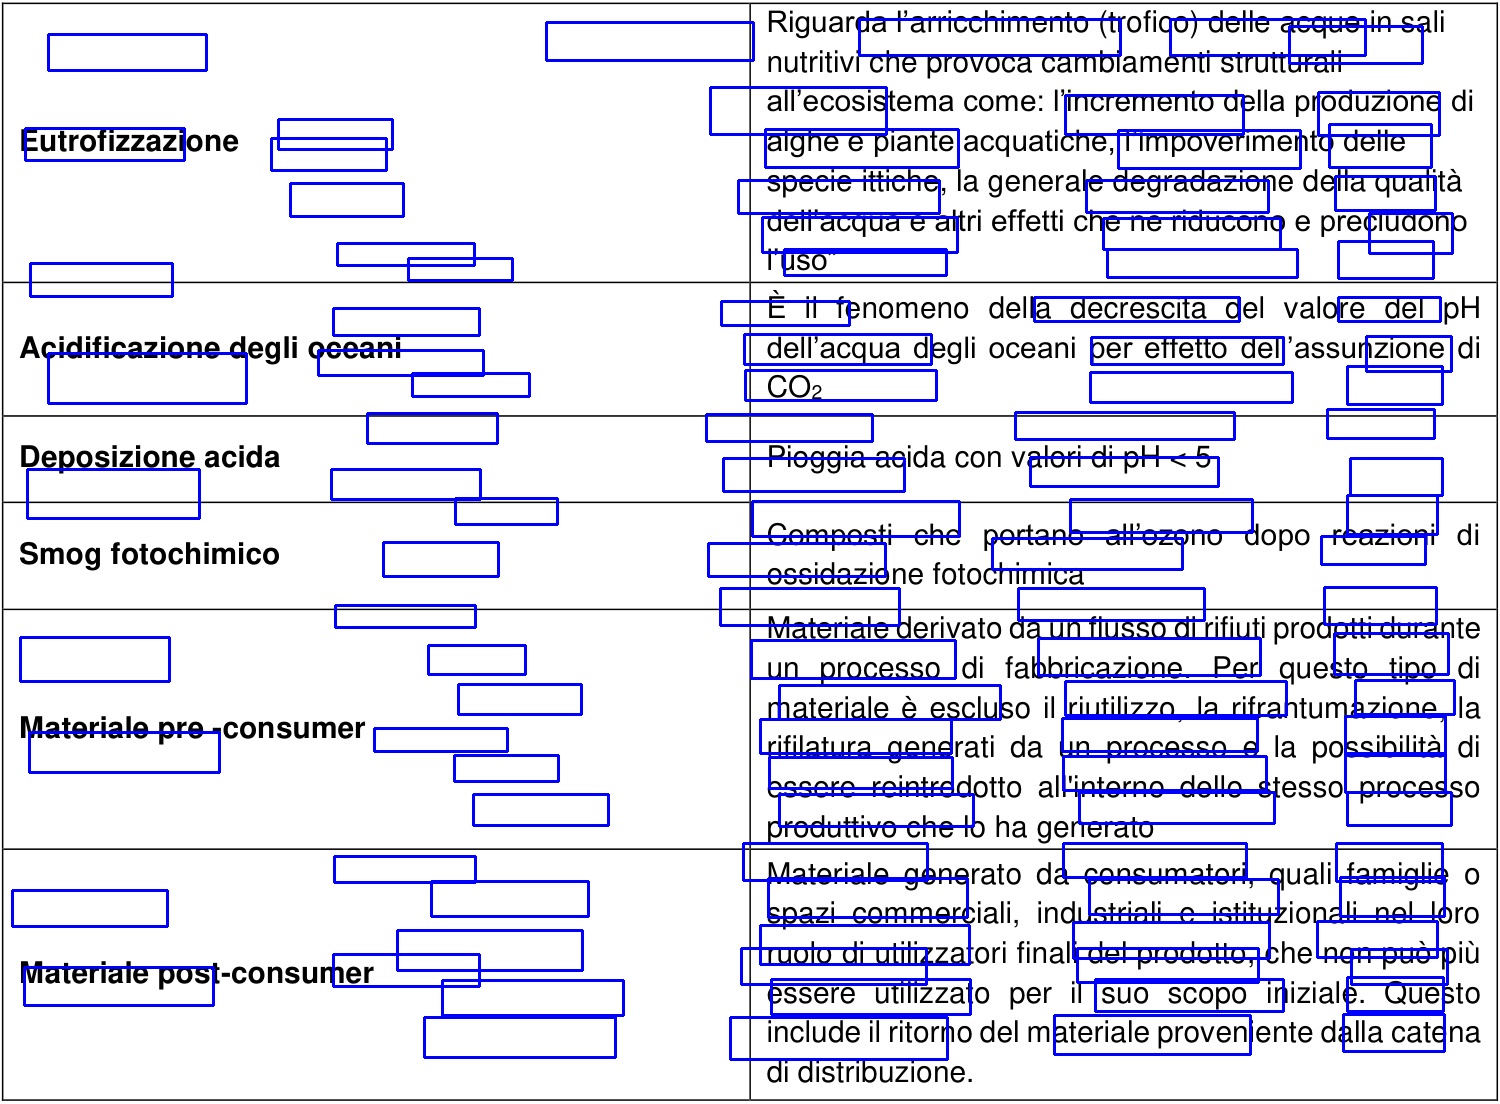 Eutrofizzazione
Riguarda l'arricchimento (trofico) delle acque in sali
nutritivi che provoca cambiamenti strutturali
all'ecosistema come: l'incremento della produzione di
alghe e piante acquatiche, l'impoverimento delle
specie ittiche, la generale degradazione della qualità
dell'acqua e altri effetti che ne riducono e precludono
l'uso"
Acidificazione degli oceani
È il fenomeno della decrescita del valore del pH
dell'acqua degli oceani per effetto del'assunzione di
CO₂
Deposizione acida
Pioggia acida con valori di pH < 5
Smog fotochimico
Composti che portano all'ozono dopo reazioni di
ossidazione fotochimica
Materiale pre -consumer
Materiale derivato da un flusso di rifiuti prodotti durante
un processo di fabbricazione. Per questo tipo di
materiale è escluso il riutilizzo, la rifrantumazione, la
rifilatura generati da un processo e la possibilità di
essere reintrodotto all'interno dello stesso processo
produttivo che lo ha generato
Materiale post-consumer
Materiale generato da consumatori, quali famiglie o
spazi commerciali, industriali e istituzionali nel loro
ruolo di utilizzatori finali del prodotto, che non può più
essere utilizzato per il suo scopo iniziale. Questo
include il ritorno del materiale proveniente dalla catena
di distribuzione.